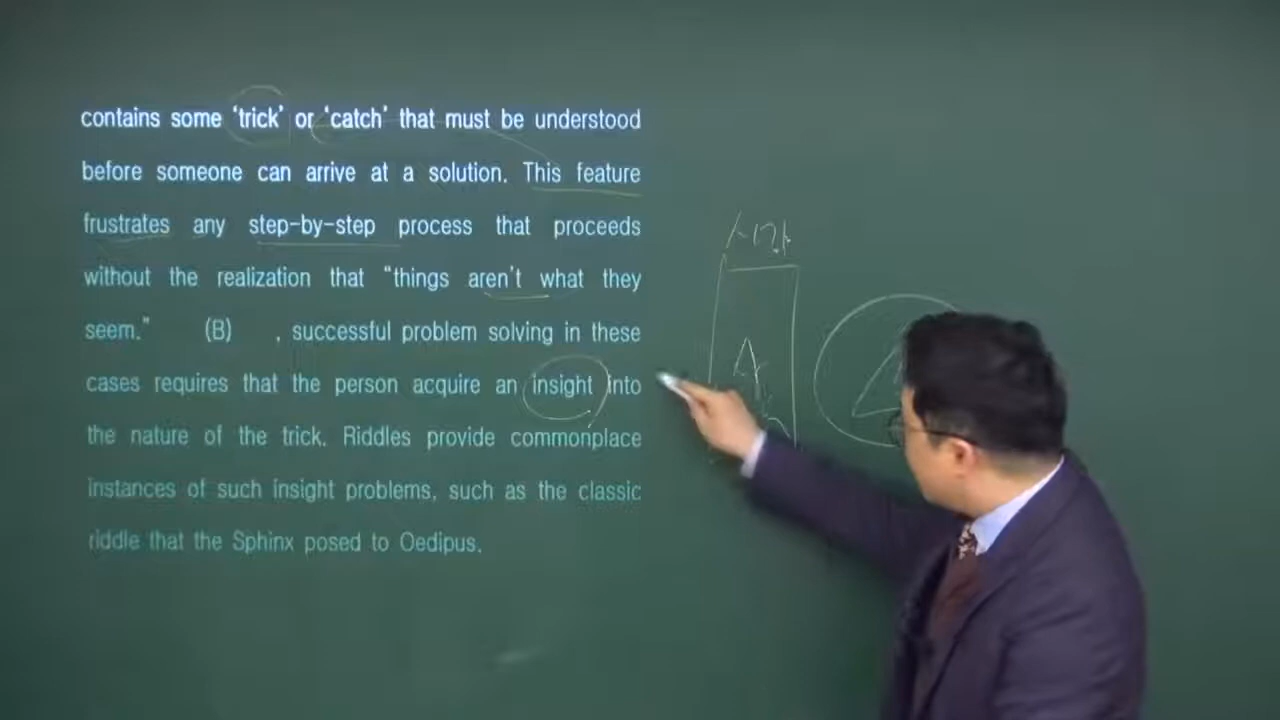 contains some ‘trick’ or ‘catch’ that must be understood
before someone can arrive at a solution. This feature
frustrates any step-by-step process that proceeds
without the realization that “things aren’t what they
seem.” (B) , successful problem solving in these
cases requires that the person acquire an insight into
the nature of the trick. Riddles provide commonplace
instances of such insight problems, such as the classic
riddle that the Sphinx posed to Oedipus.